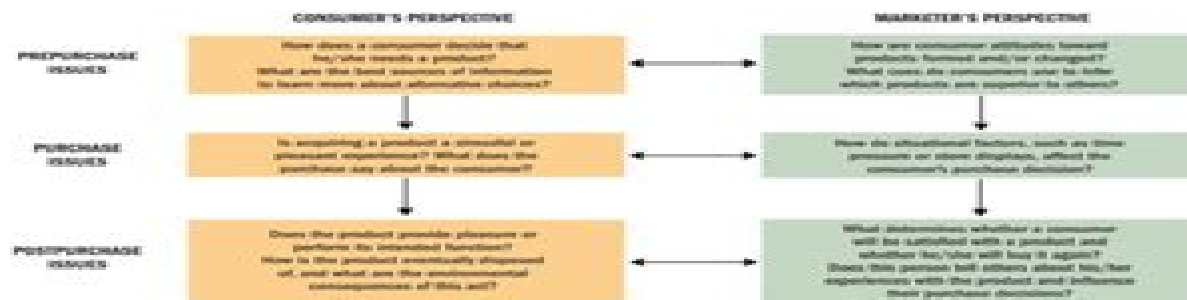 CONSUMER'S PERSPECTIVE
MARKETER'S PERSPECTIVE
PREPURCHASE
ISSUES
How does a consumer decide that
he/she needs a product?
What are the best sources of information
to learn more about alternative choices?
How are consumer attitudes toward
products formed and/or changed?
What cues do consumers use to infer
which products are superior to others?
PURCHASE
ISSUES
Is acquiring a product a stressful or
pleasant experience? What does the
purchase say about the consumer?
How do situational factors, such as time
pressure or store displays, affect the
consumer's purchase decision?
POSTPURCHASE
ISSUES
Does the product provide pleasure or
perform its intended function?
How is the product eventually disposed
of, and what are the environmental
consequences of this act?
What determines whether a consumer
will be satisfied with a product and
whether he/she will buy it again?
Does this person tell others about his/her
experiences with the product and influence
their purchase decisions?